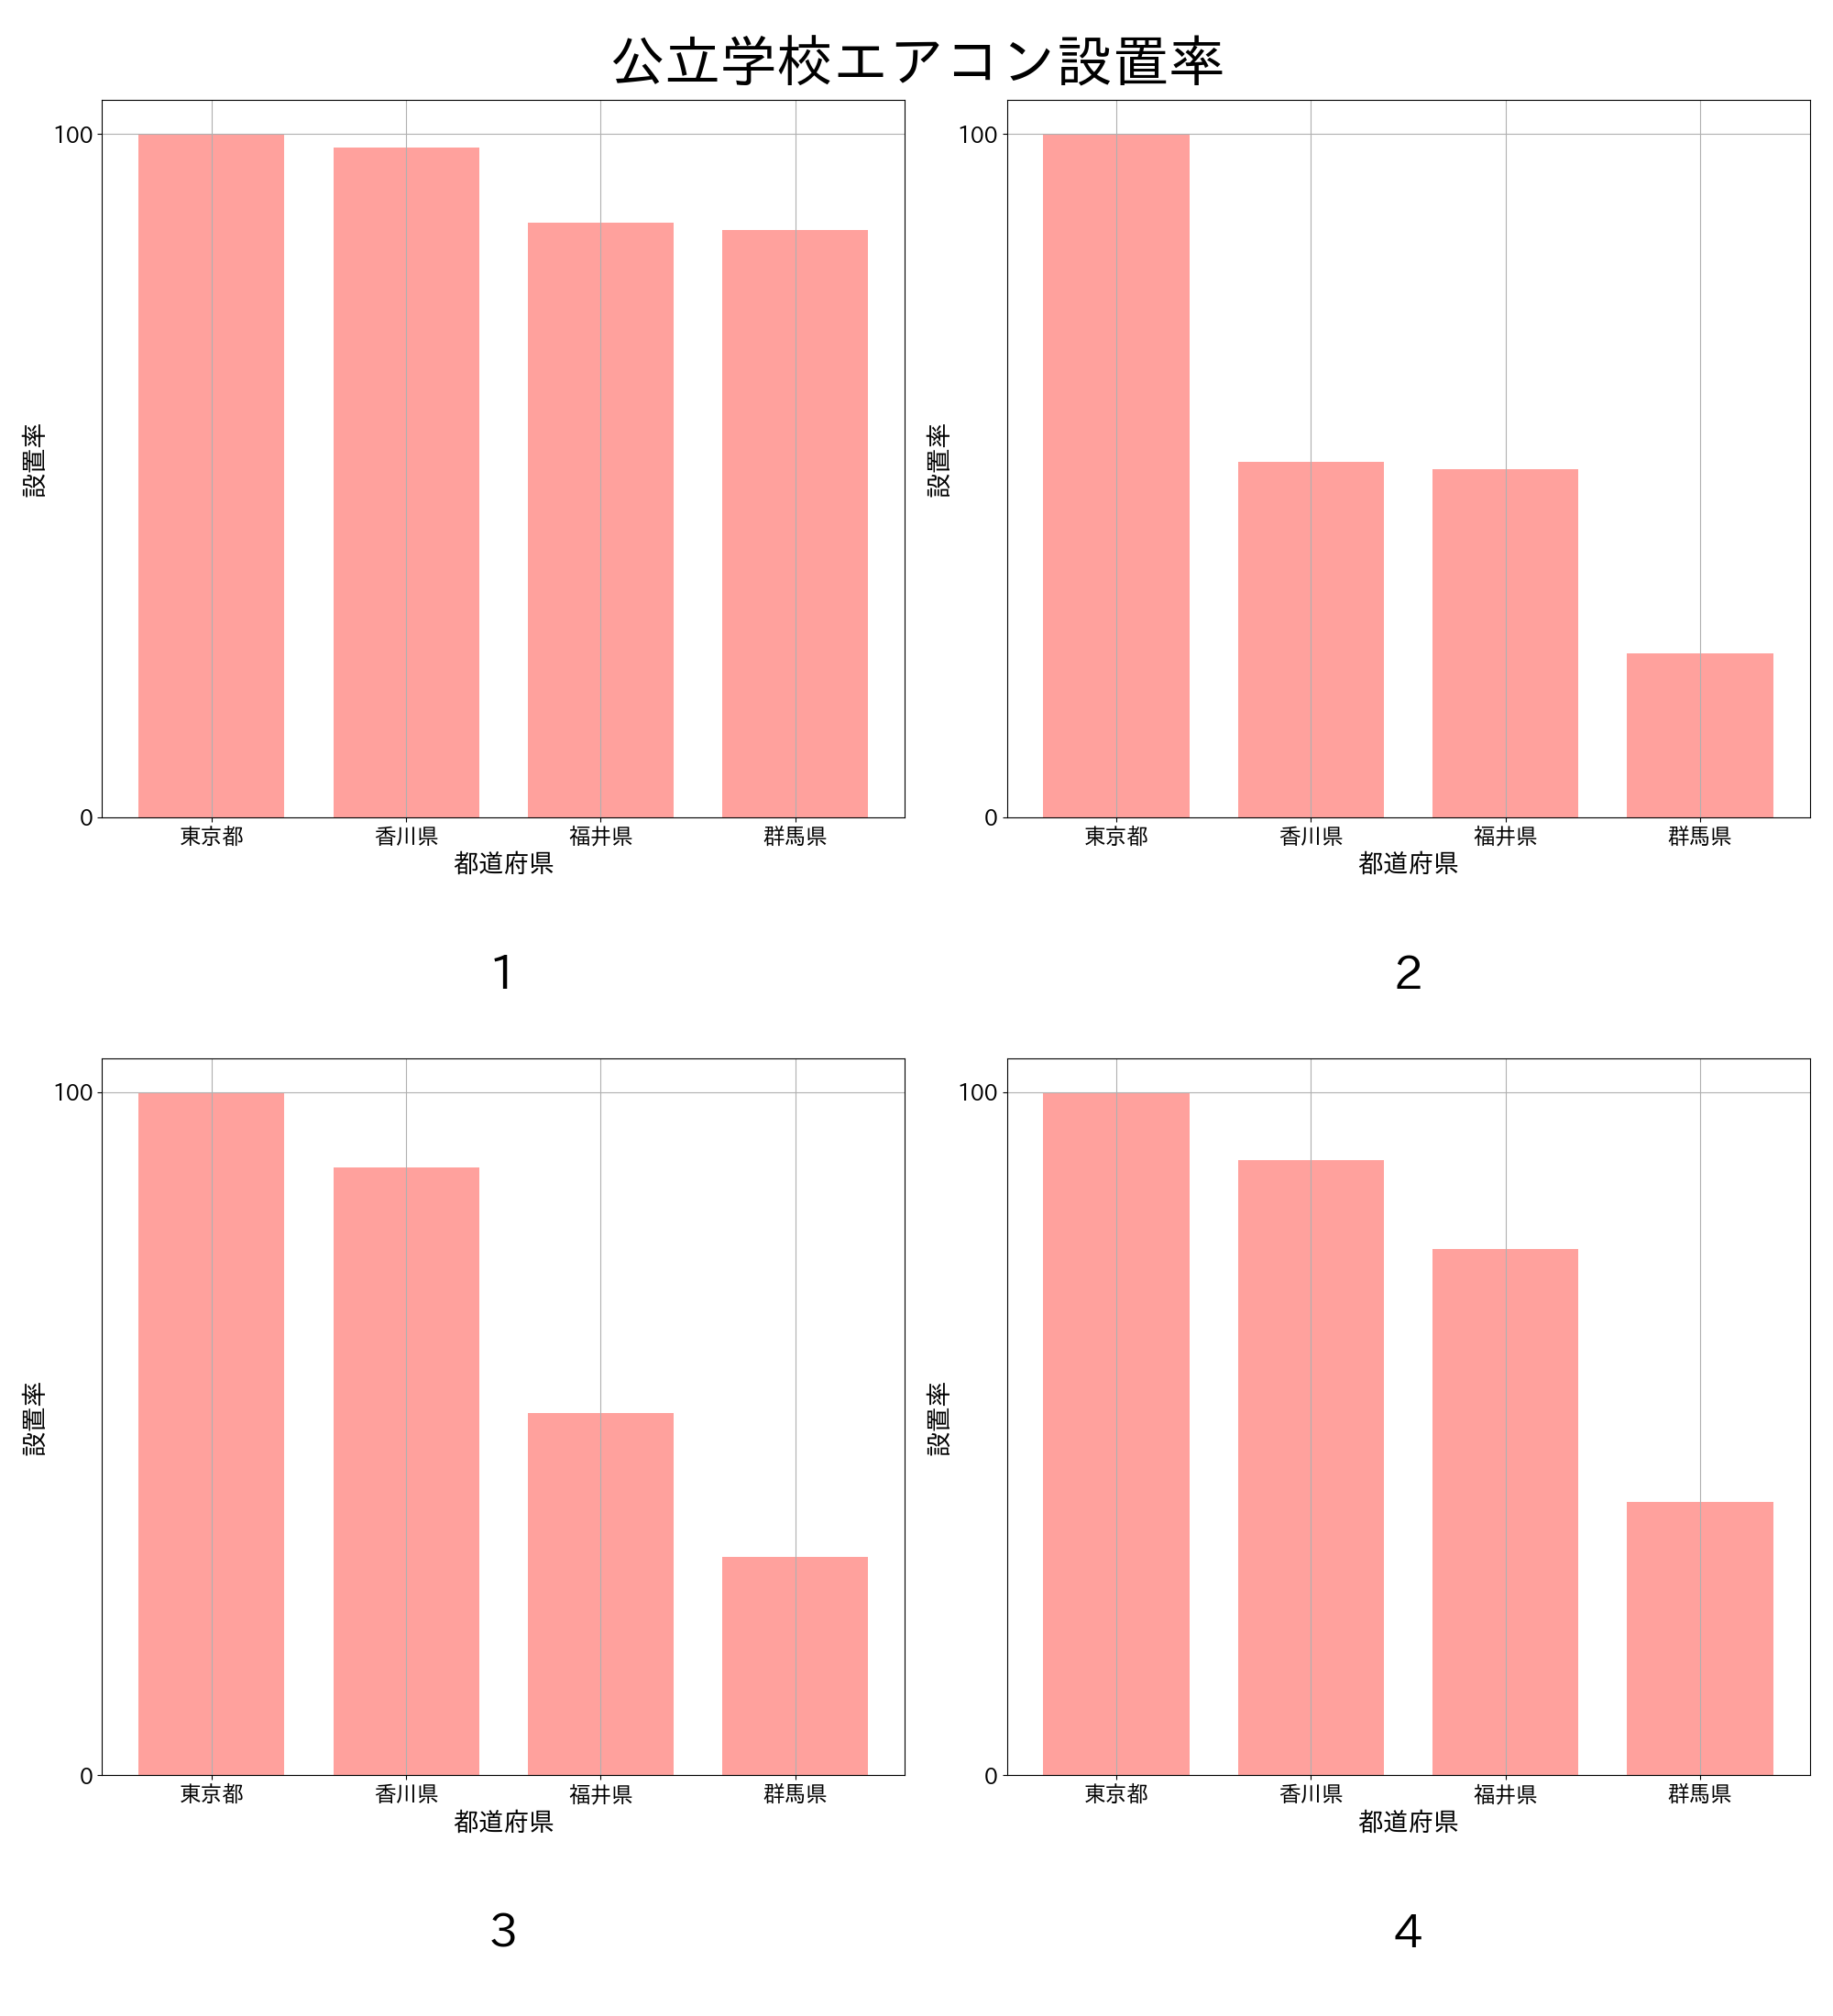 公立学校エアコン設置率
100
0
設置率
東京都 香川県 福井県 群馬県
都道府県
1
100
0
設置率
東京都 香川県 福井県 群馬県
都道府県
2
100
0
設置率
東京都 香川県 福井県 群馬県
都道府県
3
100
0
設置率
東京都 香川県 福井県 群馬県
都道府県
4